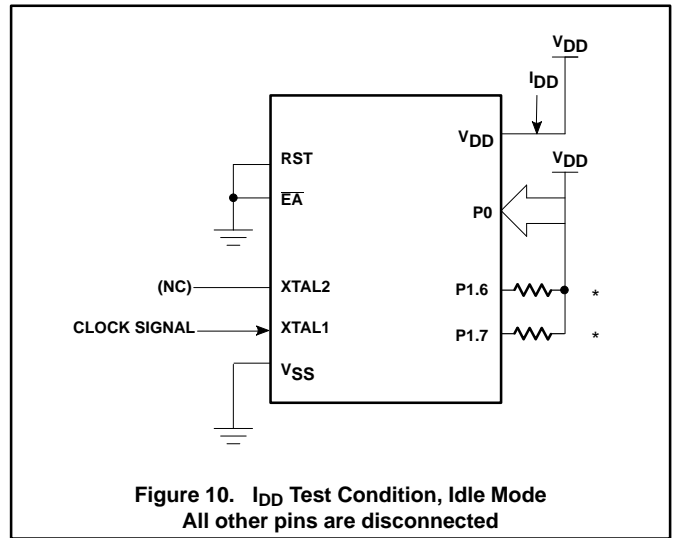 VDD
IDD
VDD
VDD
RST
EA
P0
(NC)
XTAL2
P1.6
*
CLOCK SIGNAL
XTAL1
P1.7
*
VSS
Figure 10. IDD Test Condition, Idle Mode
All other pins are disconnected